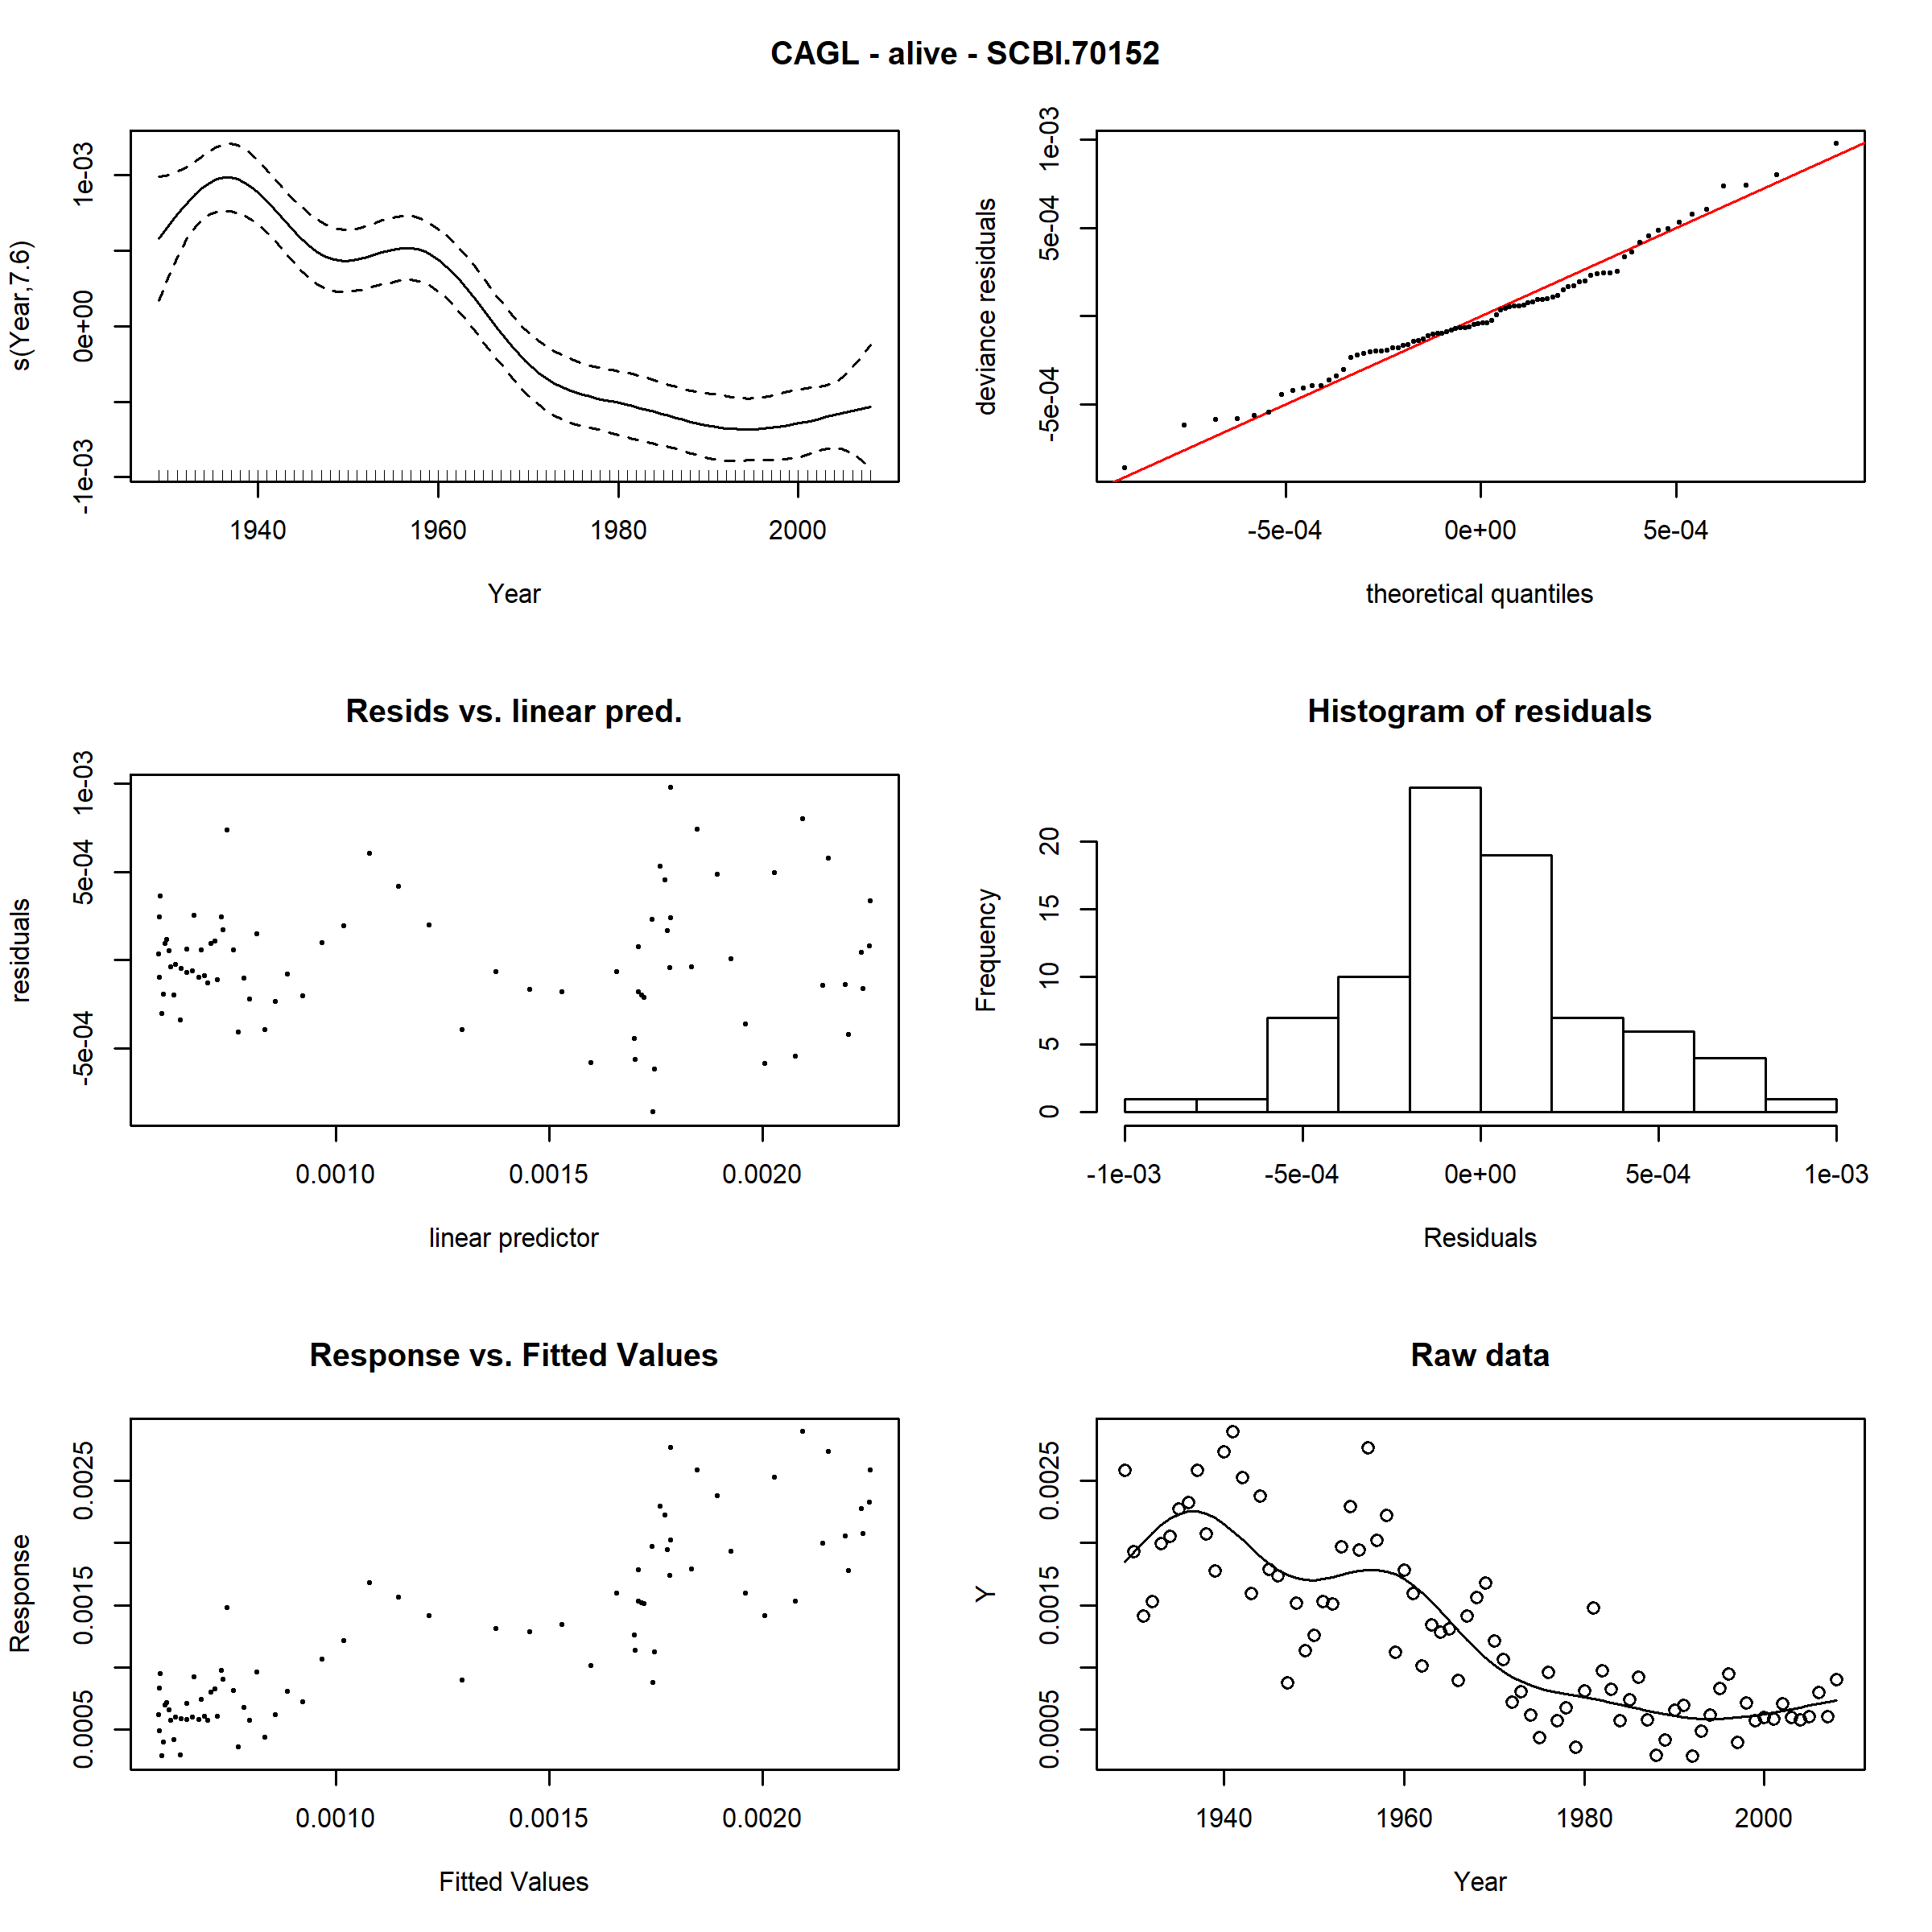 CAGL - alive - SCBI.70152
s(Year,7.6)
-1e-03 0e+00 1e-03
1940 1960 1980 2000
Year
deviance residuals
-5e-04 5e-04 1e-03
-5e-04 0e+00 5e-04
theoretical quantiles
Resids vs. linear pred.
residuals
-5e-04 5e-04 1e-03
0.0010 0.0015 0.0020
linear predictor
Histogram of residuals
Frequency
0 5 10 15 20
-1e-03 -5e-04 0e+00 5e-04 1e-03
Residuals
Response vs. Fitted Values
Response
0.0005 0.0015 0.0025
0.0010 0.0015 0.0020
Fitted Values
Raw data
Y
0.0005 0.0015 0.0025
1940 1960 1980 2000
Year